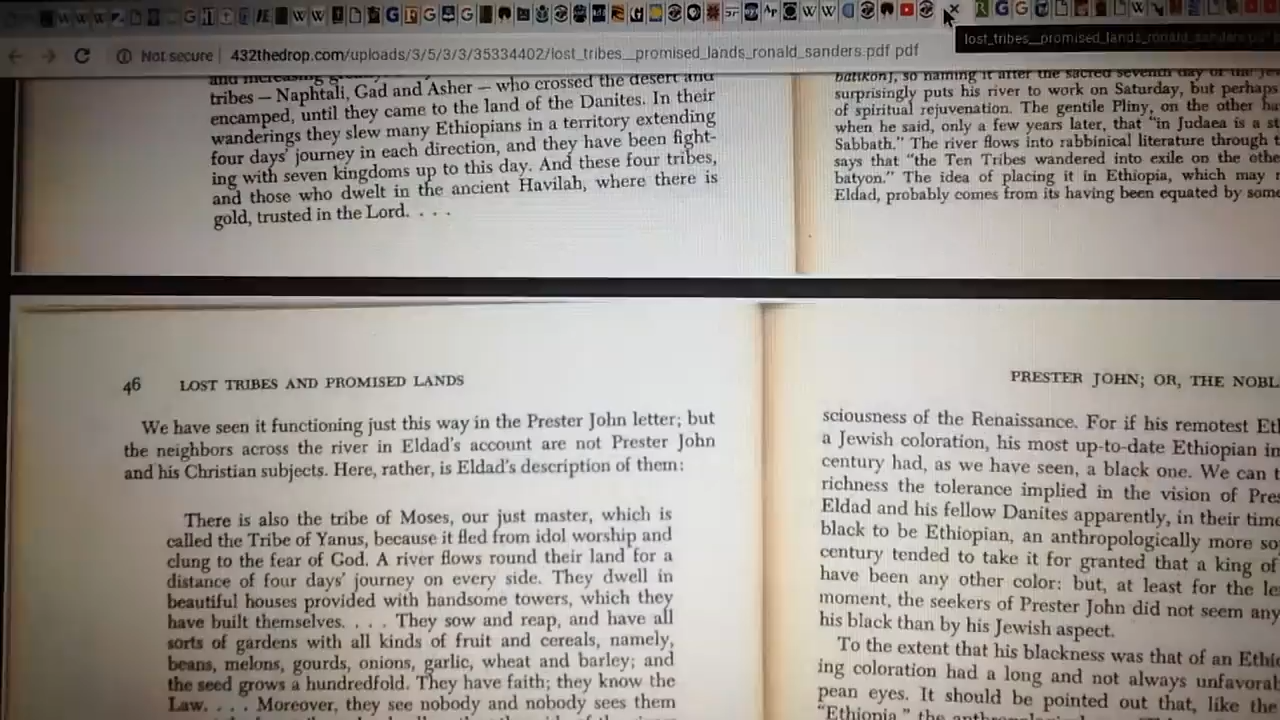 Not secure | 432thedrop.com/uploads/3/5/3/3/35334402/lost_tribes__promised_lands_ronald_sanders.pdf pdf
lost_tribes__promised_lands_ronald_sanders.pdf
and increasing
tribes — Naphtali, Gad and Asher — who crossed the desert and
encamped, until they came to the land of the Danites. In their
wanderings they slew many Ethiopians in a territory extending
four days' journey in each direction, and they have been fight-
ing with seven kingdoms up to this day. And these four tribes,
and those who dwelt in the ancient Havilah, where there is
gold, trusted in the Lord. . . .
batikon], so naming it after the sacred seventh day of the
surprisingly puts his river to work on Saturday, but perhaps
of spiritual rejuvenation. The gentile Pliny, on the other
when he said, only a few years later, that "in Judaea is a
Sabbath." The river flows into rabbinical literature through
says that "the Ten Tribes wandered into exile on the
batyon." The idea of placing it in Ethiopia, which may
Eldad, probably comes from its having been equated by
46 LOST TRIBES AND PROMISED LANDS
We have seen it functioning just this way in the Prester John letter; but
the neighbors across the river in Eldad's account are not Prester John
and his Christian subjects. Here, rather, is Eldad's description of them:
There is also the tribe of Moses, our just master, which is
called the Tribe of Yanus, because it fled from idol worship and
clung to the fear of God. A river flows round their land for a
distance of four days' journey on every side. They dwell in
beautiful houses provided with handsome towers, which they
have built themselves. . . . They sow and reap, and have all
sorts of gardens with all kinds of fruit and cereals, namely,
beans, melons, gourds, onions, garlic, wheat and barley; and
the seed grows a hundredfold. They have faith; they know the
Law. . . . Moreover, they see nobody and nobody sees them
PRESTER JOHN; OR, THE
sciousness of the Renaissance. For if his remotest
a Jewish coloration, his most up-to-date Ethiopian
century had, as we have seen, a black one. We can
richness the tolerance implied in the vision of
Eldad and his fellow Danites apparently, in their
black to be Ethiopian, an anthropologically more
century tended to take it for granted that a king of
have been any other color: but, at least for the
moment, the seekers of Prester John did not seem any
his black than by his Jewish aspect.
To the extent that his blackness was that of an
ing coloration had a long and not always
pean eyes. It should be pointed out that, like the
"Ethiopia," the